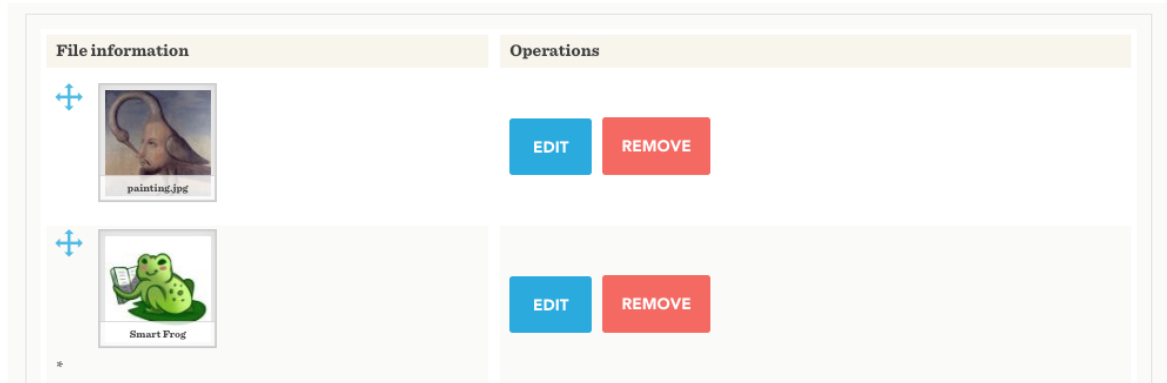 File information
Operations
painting.jpg
EDIT
REMOVE
Smart Frog
EDIT
REMOVE
*